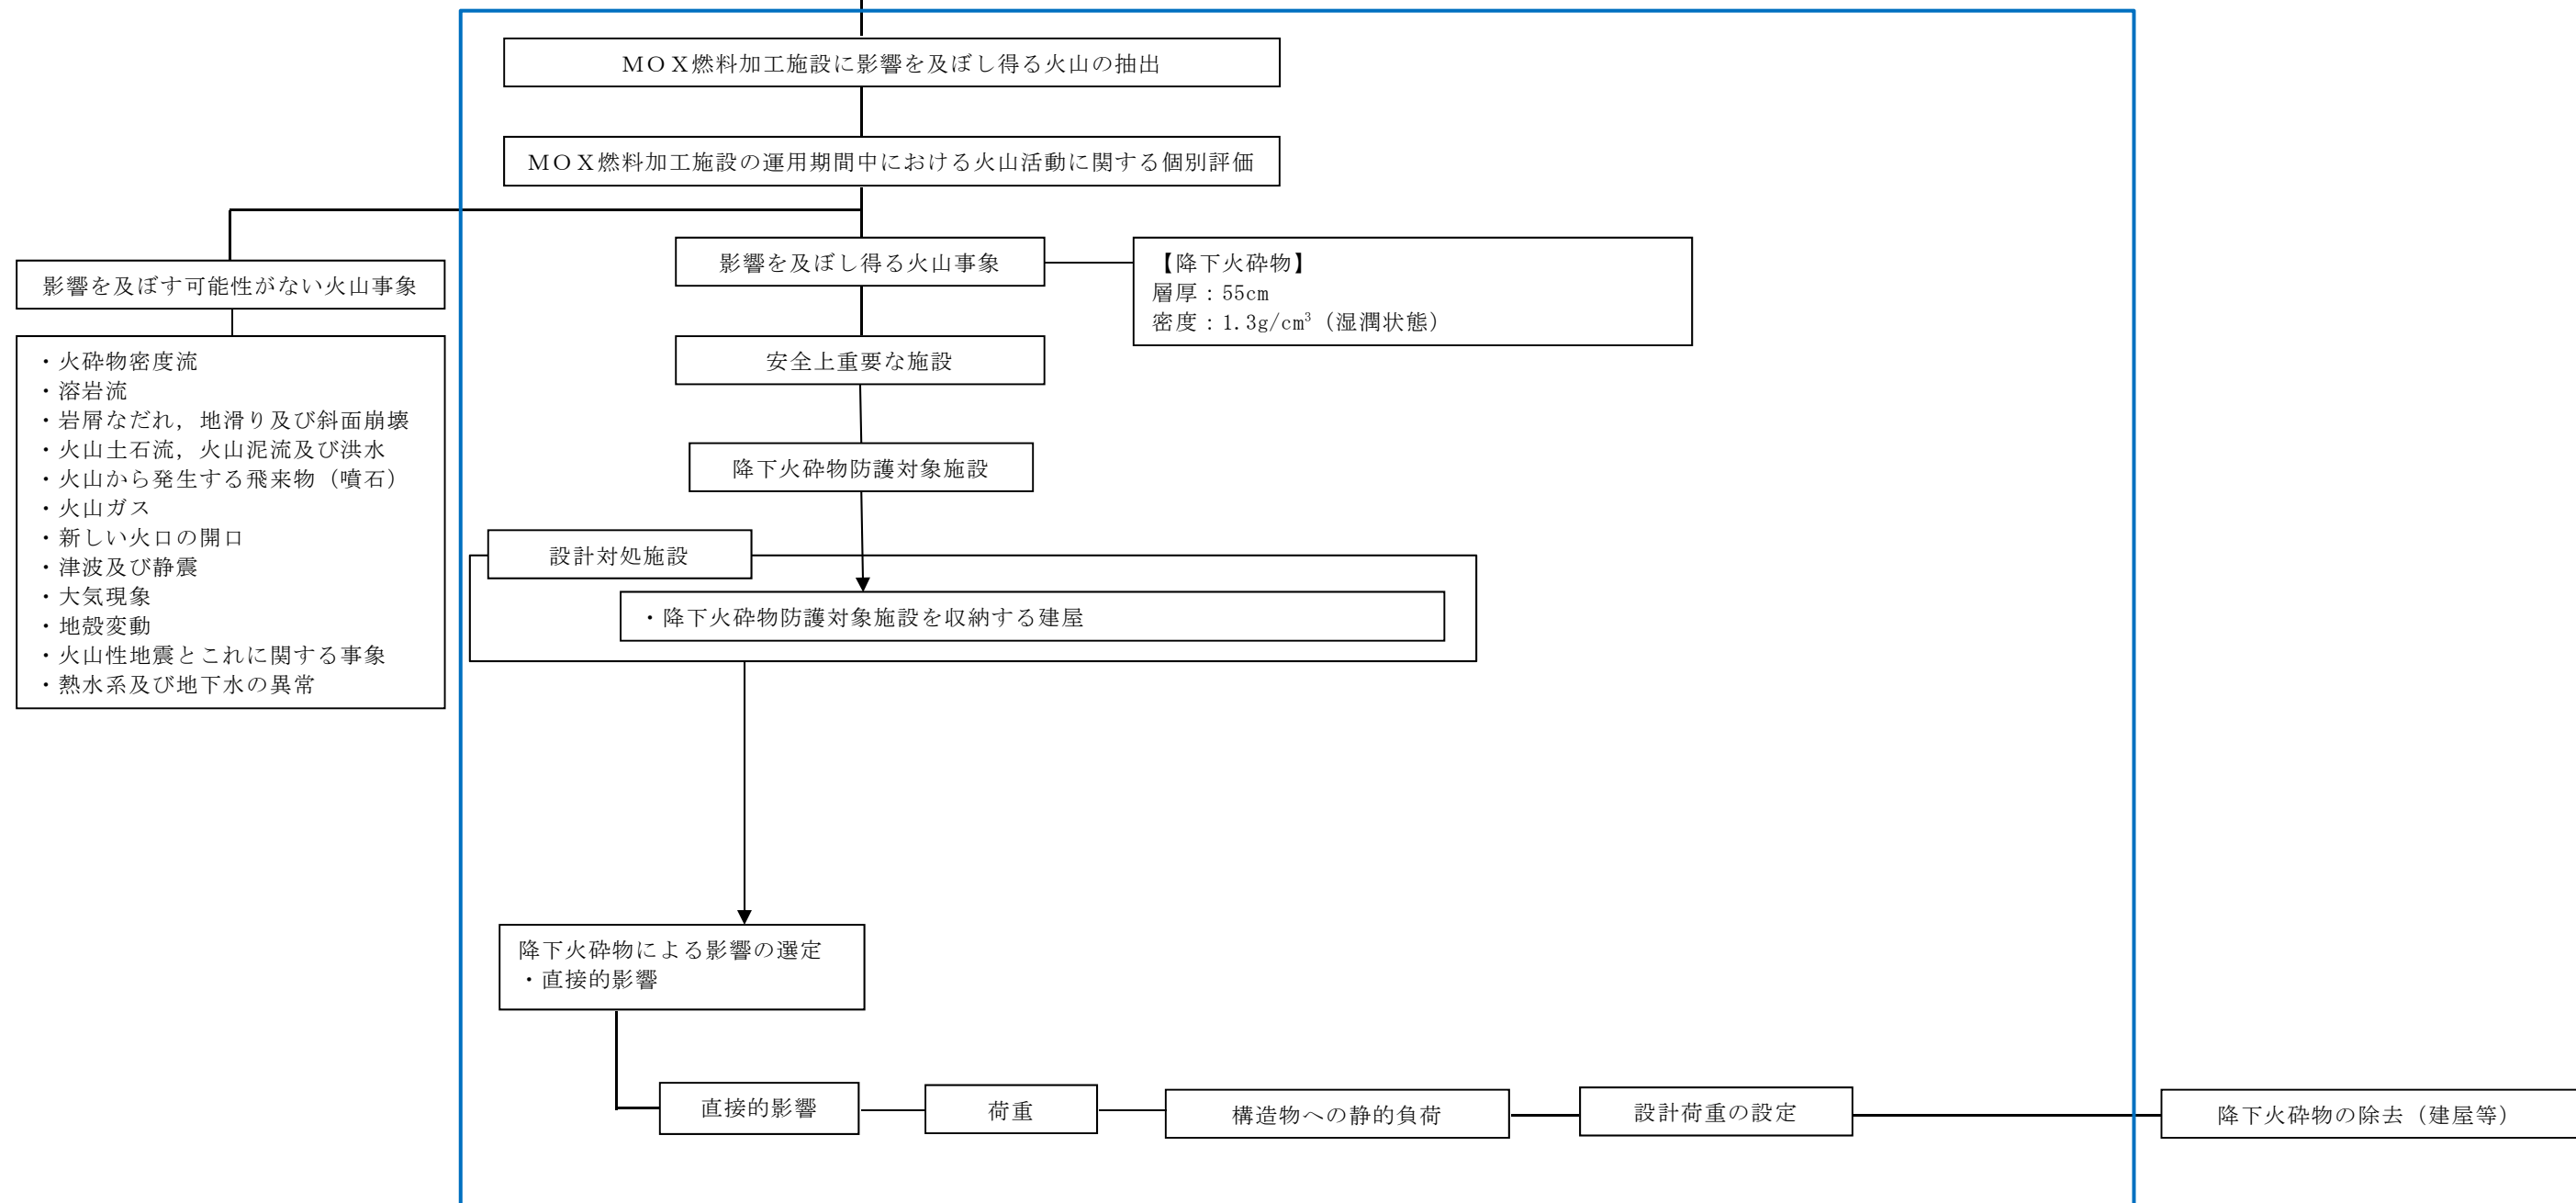 ＭＯＸ燃料加工施設に影響を及ぼし得る火山の抽出
ＭＯＸ燃料加工施設の運用期間中における火山活動に関する個別評価
影響を及ぼす可能性がない火山事象
・火砕物密度流
・溶岩流
・岩屑なだれ，地滑り及び斜面崩壊
・火山土石流，火山泥流及び洪水
・火山から発生する飛来物（噴石）
・火山ガス
・新しい火口の開口
・津波及び静震
・大気現象
・地殻変動
・火山性地震とこれに関する事象
・熱水系及び地下水の異常
影響を及ぼし得る火山事象
【降下火砕物】
層厚：55cm
密度：1.3g/cm³（湿潤状態）
安全上重要な施設
降下火砕物防護対象施設
設計対処施設
・降下火砕物防護対象施設を収納する建屋
降下火砕物による影響の選定
・直接的影響
直接的影響
荷重
構造物への静的負荷
設計荷重の設定
降下火砕物の除去（建屋等）